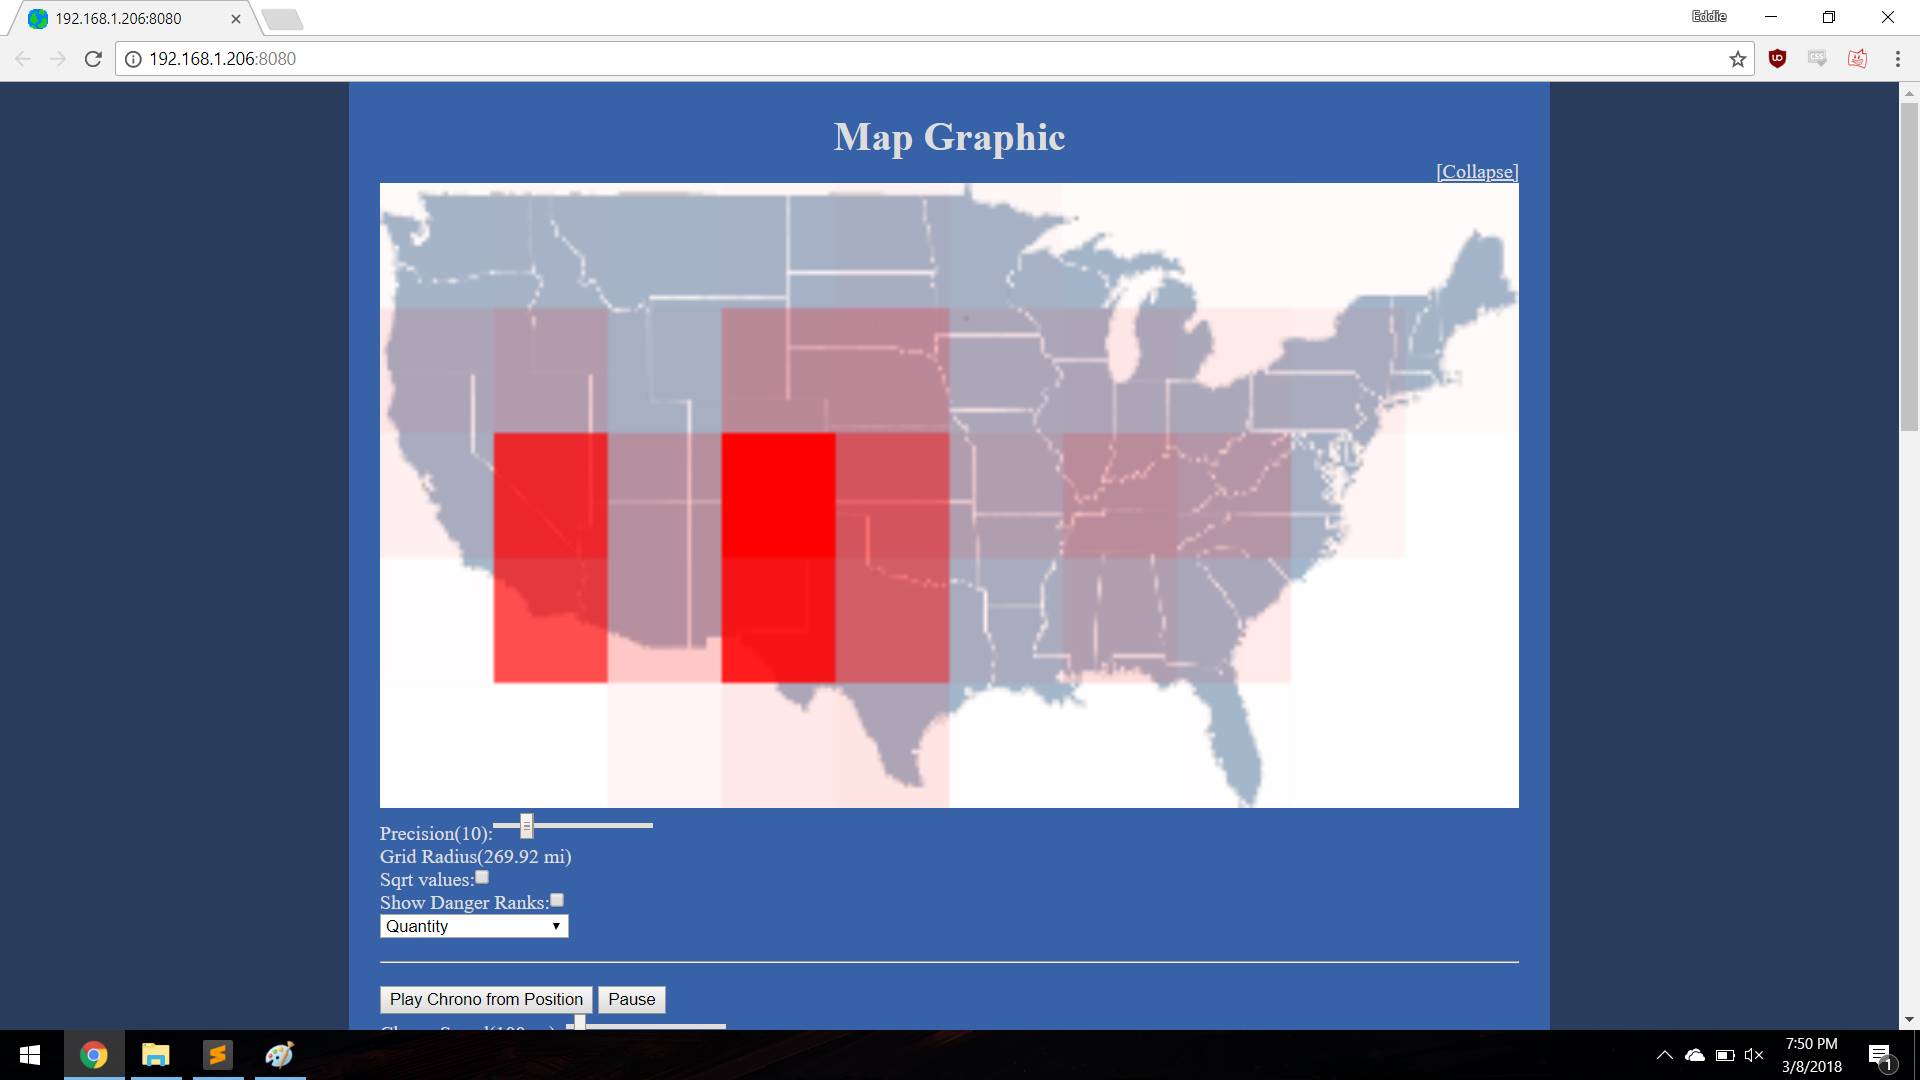 192.168.1.206:8080
Eddie
192.168.1.206:8080
Map Graphic
[Collapse]
Precision(10):
Grid Radius(269.92 mi)
Sqrt values:
Show Danger Ranks:
Quantity
Play Chrono from Position Pause
7:50 PM
3/8/2018
1